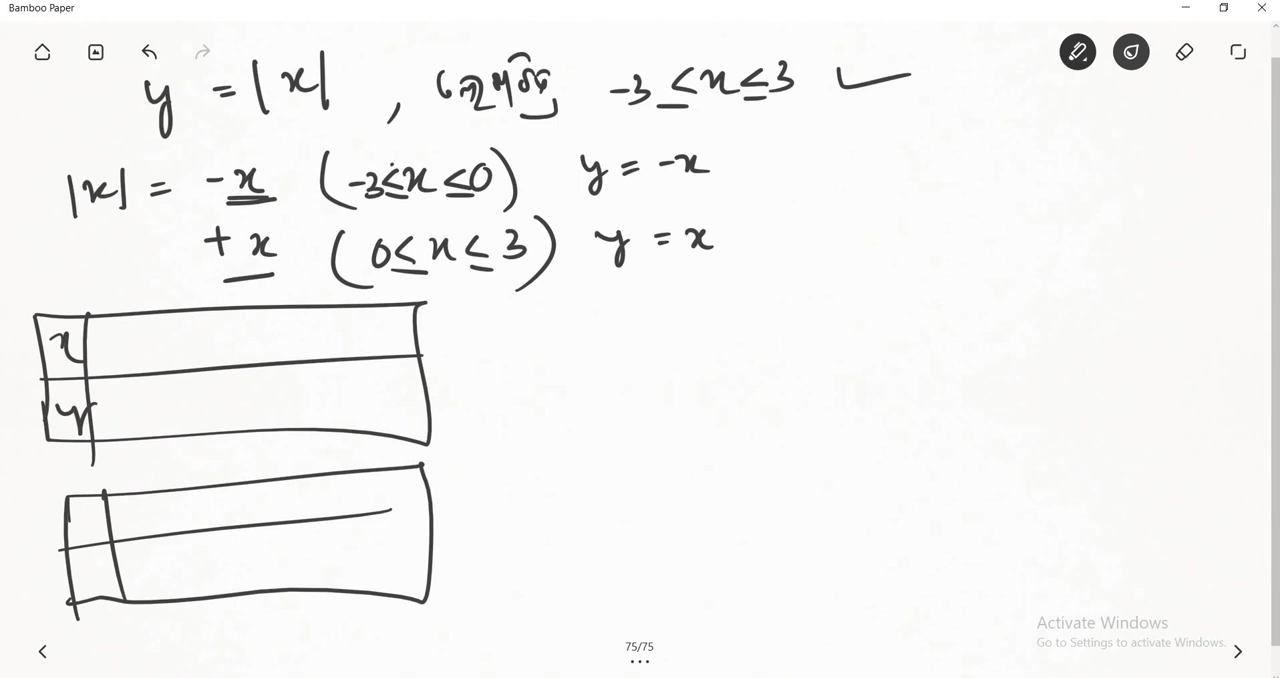 Bamboo Paper
y = |x| , -3 ≤ x ≤ 3
|x| = -x (-3 ≤ x ≤ 0) y = -x
+ x (0 ≤ x ≤ 3) y = x
x
y
Activate Windows
Go to Settings to activate Windows.
75/75